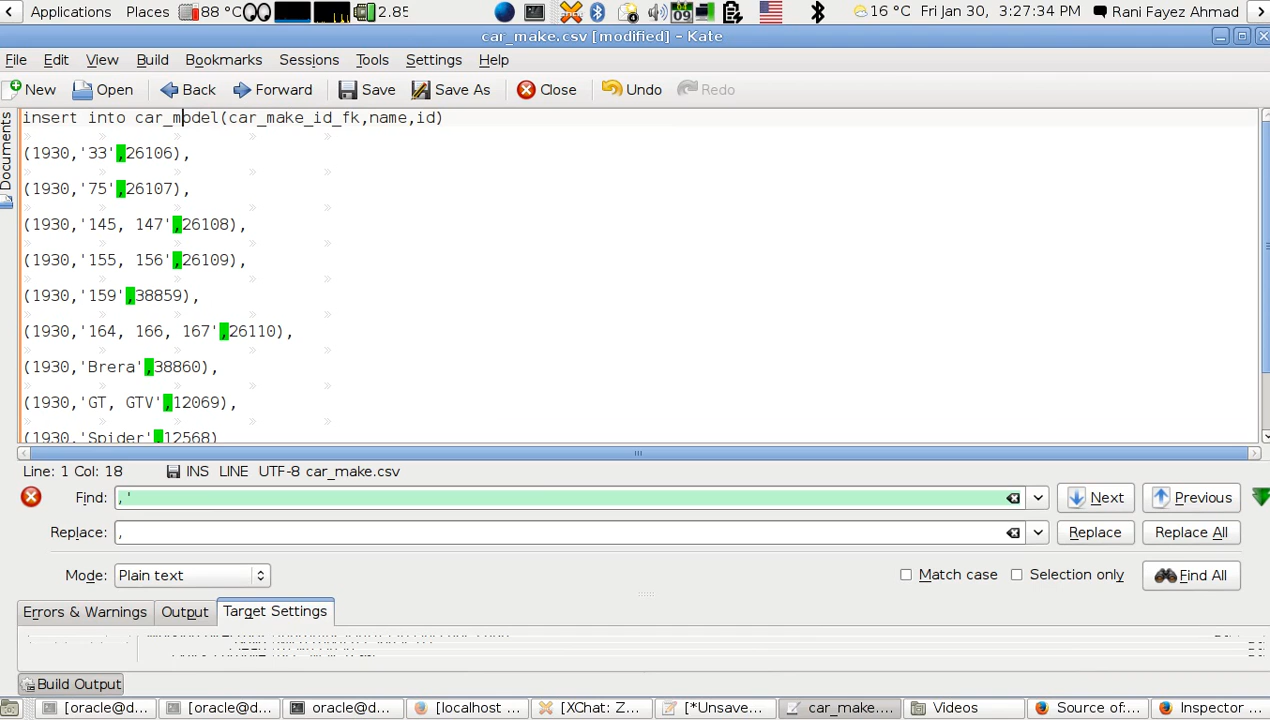 Applications Places 88 °C 2.85 16 °C Fri Jan 30, 3:27:34 PM Rani Fayez Ahmad
car_make.csv [modified] – Kate
File Edit View Build Bookmarks Sessions Tools Settings Help
New Open Back Forward Save Save As Close Undo Redo
Documents
insert into car_model(car_make_id_fk,name,id)
(1930,'33',26106),
(1930,'75',26107),
(1930,'145, 147',26108),
(1930,'155, 156',26109),
(1930,'159',38859),
(1930,'164, 166, 167',26110),
(1930,'Brera',38860),
(1930,'GT, GTV',12069),
(1930,'Spider',12568)
Line: 1 Col: 18 INS LINE UTF-8 car_make.csv
Find: ,' Next Previous
Replace: , Replace Replace All
Mode: Plain text Match case Selection only Find All
Errors & Warnings Output Target Settings
Build Output
[oracle@d... [oracle@d... oracle@d... [localhost ... [XChat: Z... [*Unsave... car_make.... Videos Source of... Inspector ...